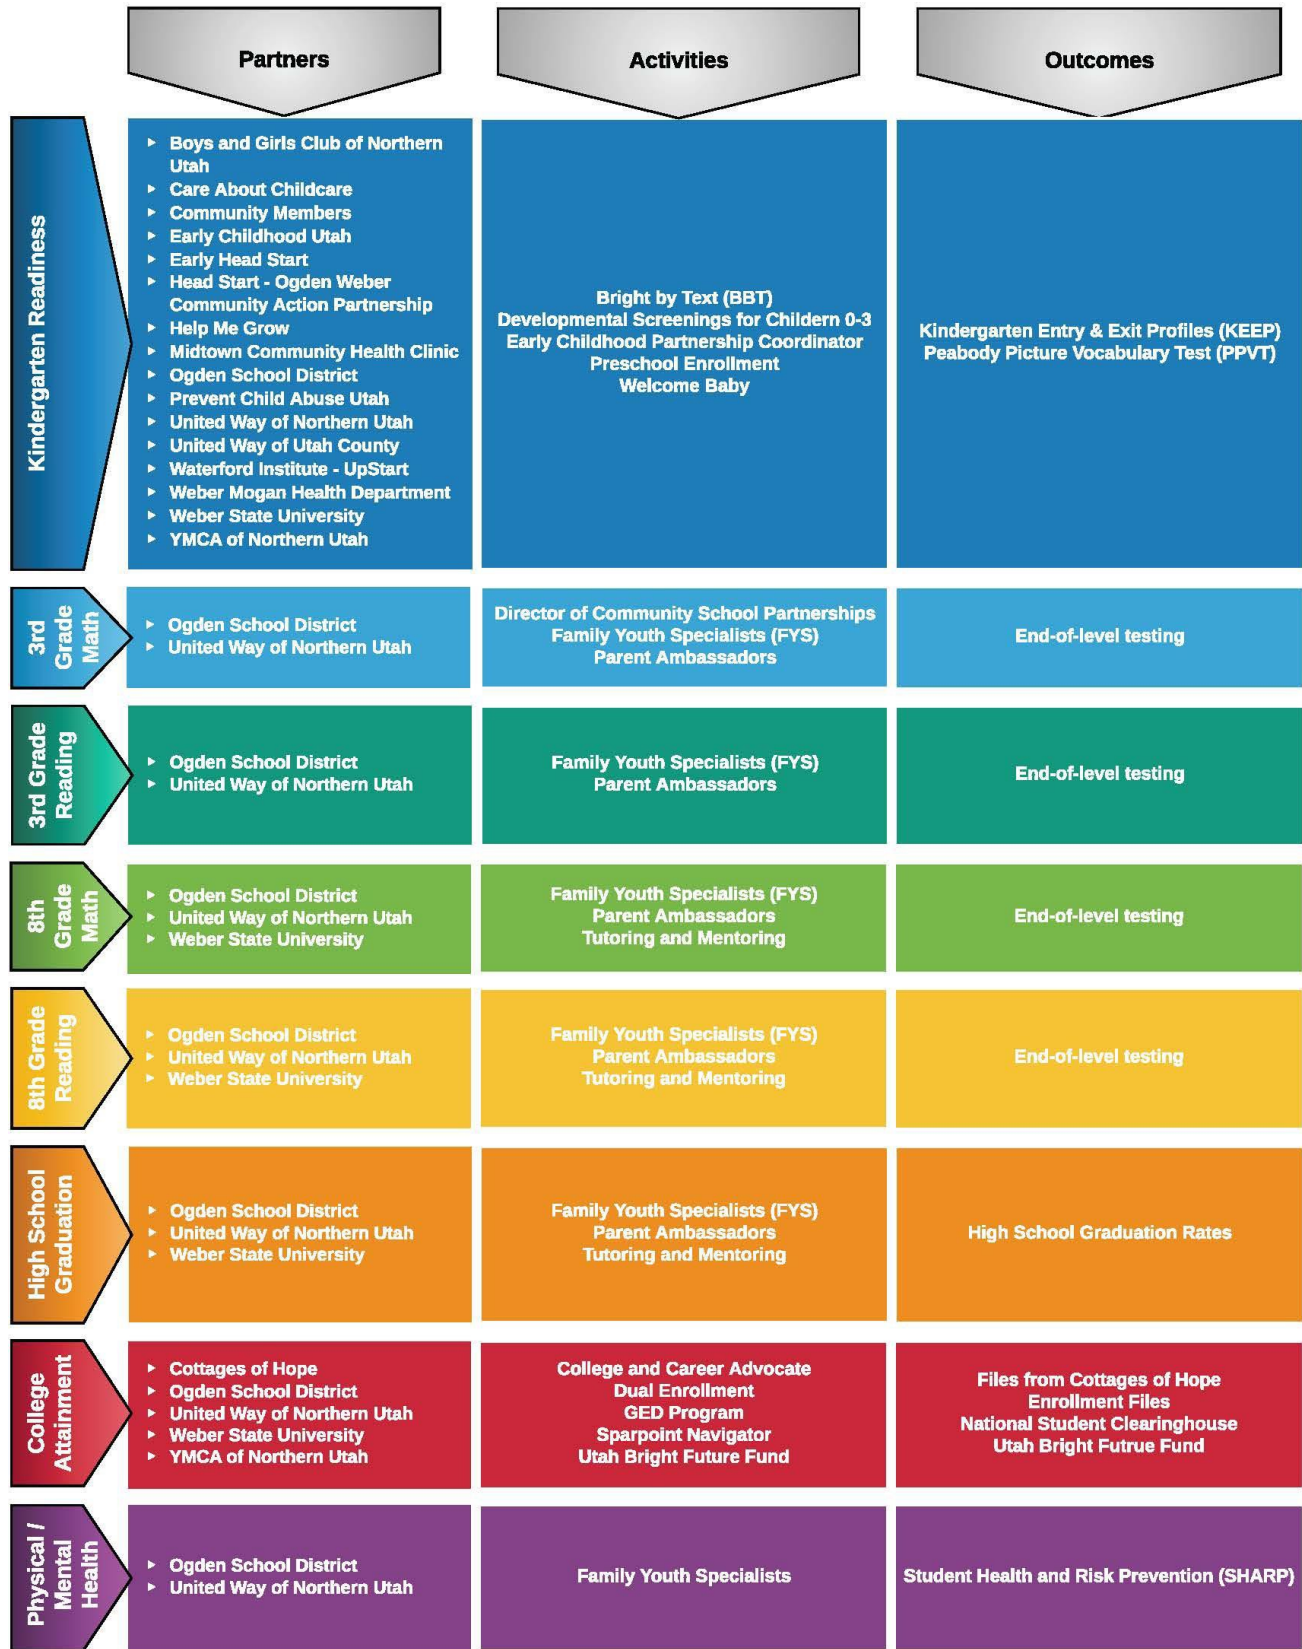 Partners
Activities
Outcomes
Kindergarten Readiness
Boys and Girls Club of Northern
Utah
Care About Childcare
Community Members
Early Childhood Utah
Early Head Start
Head Start - Ogden Weber
Community Action Partnership
Help Me Grow
Midtown Community Health Clinic
Ogden School District
Prevent Child Abuse Utah
United Way of Northern Utah
United Way of Utah County
Waterford Institute - UpStart
Weber Mogan Health Department
Weber State University
YMCA of Northern Utah
Bright by Text (BBT)
Developmental Screenings for Childern 0-3
Early Childhood Partnership Coordinator
Preschool Enrollment
Welcome Baby
Kindergarten Entry & Exit Profiles (KEEP)
Peabody Picture Vocabulary Test (PPVT)
3rd
Grade
Math
Ogden School District
United Way of Northern Utah
Director of Community School Partnerships
Family Youth Specialists (FYS)
Parent Ambassadors
End-of-level testing
3rd Grade
Reading
Ogden School District
United Way of Northern Utah
Family Youth Specialists (FYS)
Parent Ambassadors
End-of-level testing
8th
Grade
Math
Ogden School District
United Way of Northern Utah
Weber State University
Family Youth Specialists (FYS)
Parent Ambassadors
Tutoring and Mentoring
End-of-level testing
8th Grade
Reading
Ogden School District
United Way of Northern Utah
Weber State University
Family Youth Specialists (FYS)
Parent Ambassadors
Tutoring and Mentoring
End-of-level testing
High School
Graduation
Ogden School District
United Way of Northern Utah
Weber State University
Family Youth Specialists (FYS)
Parent Ambassadors
Tutoring and Mentoring
High School Graduation Rates
College
Attainment
Cottages of Hope
Ogden School District
United Way of Northern Utah
Weber State University
YMCA of Northern Utah
College and Career Advocate
Dual Enrollment
GED Program
Sparpoint Navigator
Utah Bright Future Fund
Files from Cottages of Hope
Enrollment Files
National Student Clearinghouse
Utah Bright Futrue Fund
Physical /
Mental
Health
Ogden School District
United Way of Northern Utah
Family Youth Specialists
Student Health and Risk Prevention (SHARP)